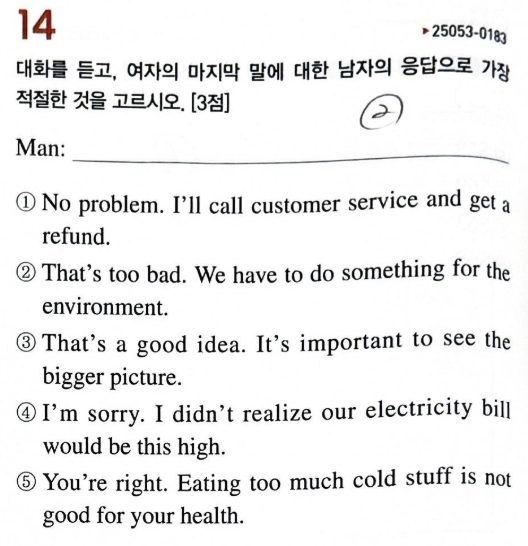 14
▸25053-0183
대화를 듣고, 여자의 마지막 말에 대한 남자의 응답으로 가장
적절한 것을 고르시오. [3점]
②
Man:
① No problem. I'll call customer service and get a
refund.
② That's too bad. We have to do something for the
environment.
③ That's a good idea. It's important to see the
bigger picture.
④ I'm sorry. I didn't realize our electricity bill
would be this high.
⑤ You're right. Eating too much cold stuff is not
good for your health.